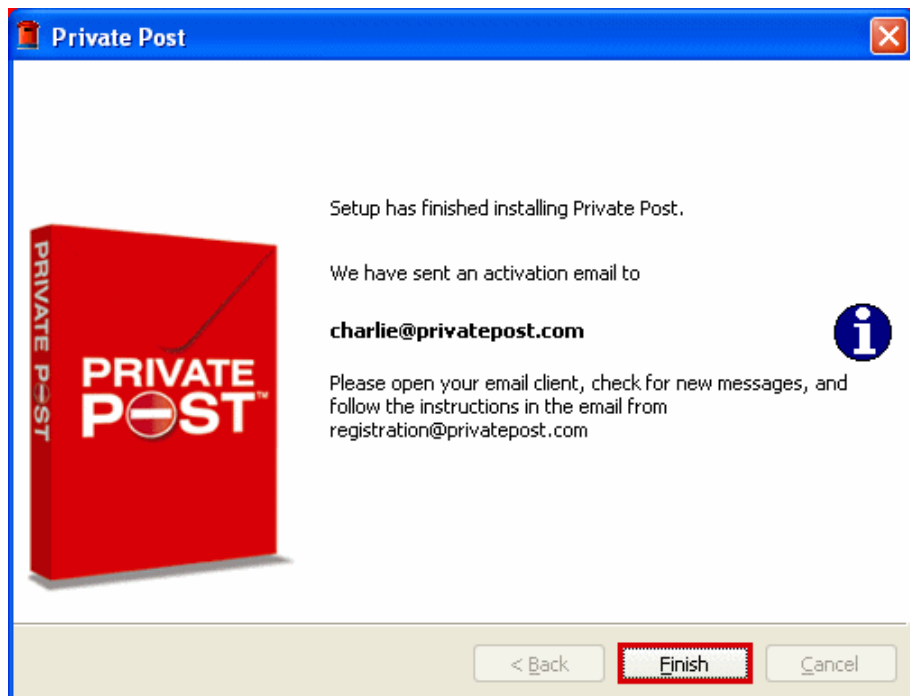 Private Post
Setup has finished installing Private Post.
We have sent an activation email to
charlie@privatepost.com
Please open your email client, check for new messages, and
follow the instructions in the email from
registration@privatepost.com
PRIVATE POST
PRIVATE
POST™
< Back
Finish
Cancel